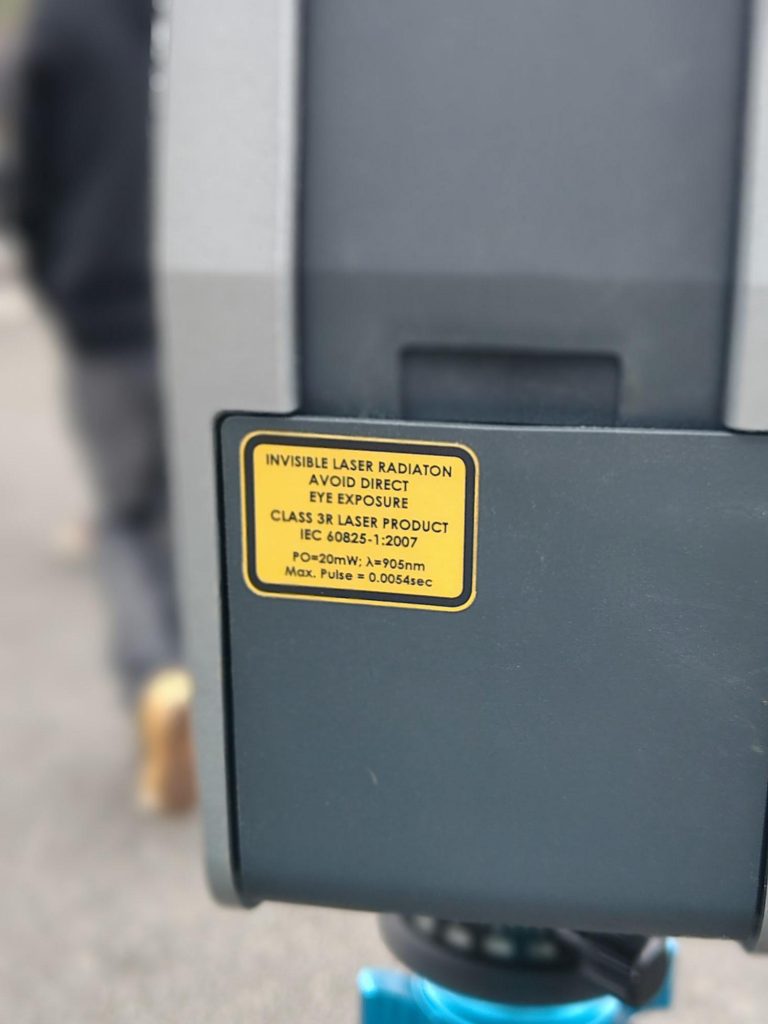 INVISIBLE LASER RADIATON
AVOID DIRECT
EYE EXPOSURE
CLASS 3R LASER PRODUCT
IEC 60825-1:2007
PO=20mW; λ=905nm
Max. Pulse = 0.0054sec